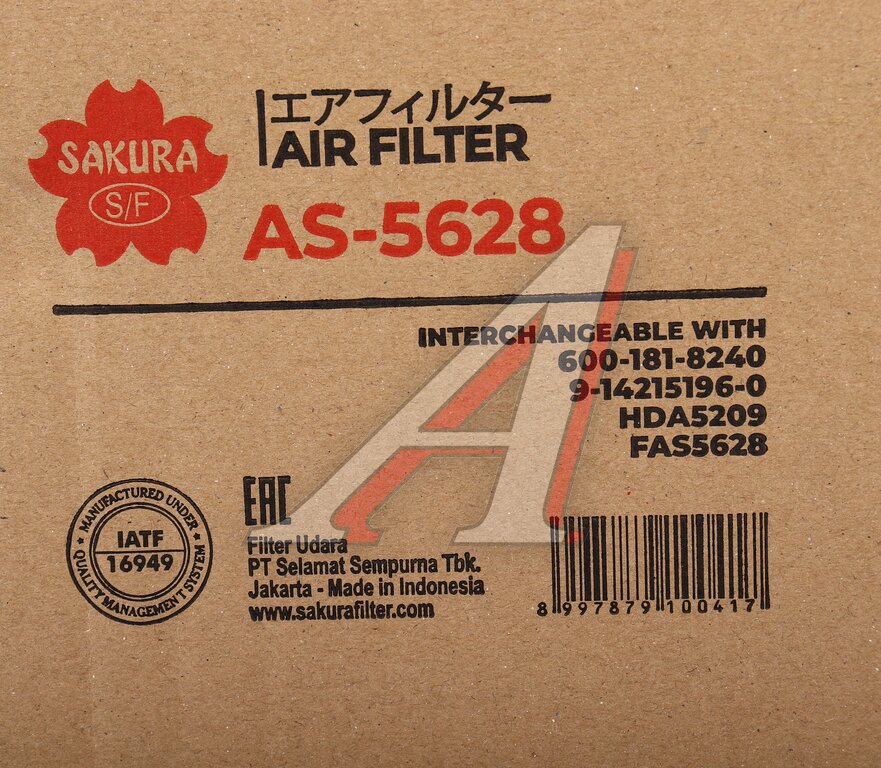 SAKURA
S/F
エアフィルター
AIR FILTER
AS-5628
INTERCHANGEABLE WITH
600-181-8240
9-14215196-0
HDA5209
FAS5628
MANUFACTURED UNDER
IATF
16949
QUALITY MANAGEMENT SYSTEM
EAC
Filter Udara
PT Selamat Sempurna Tbk.
Jakarta - Made in Indonesia
www.sakurafilter.com
8 997879 100417